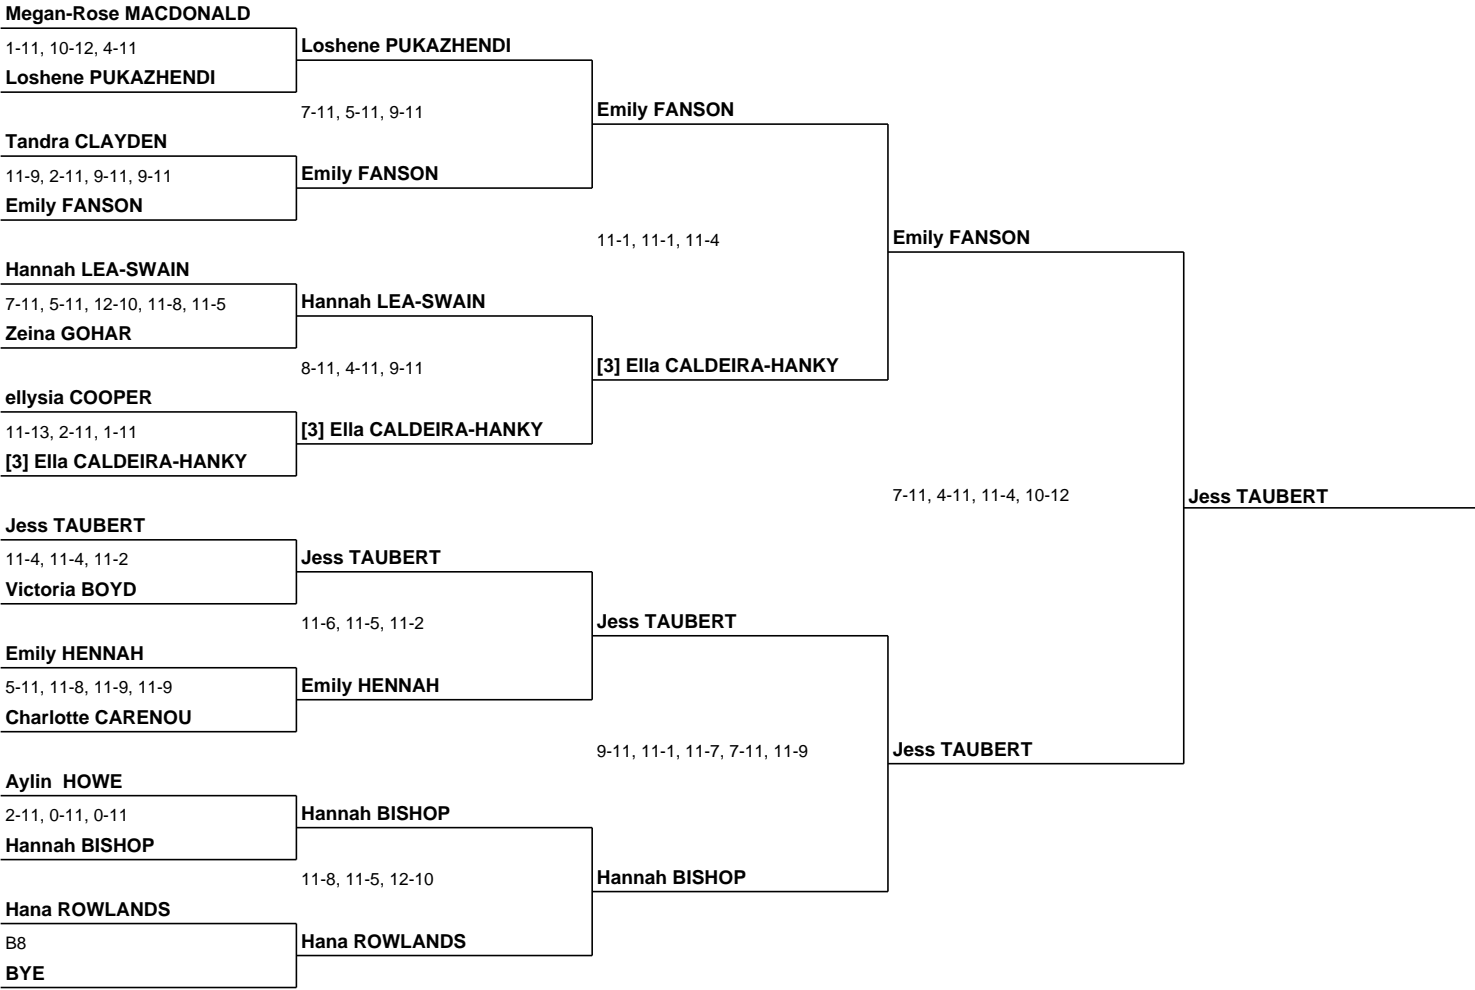 Megan-Rose MACDONALD
1-11, 10-12, 4-11
Loshene PUKAZHENDI
Tandra CLAYDEN
11-9, 2-11, 9-11, 9-11
Emily FANSON
Hannah LEA-SWAIN
7-11, 5-11, 12-10, 11-8, 11-5
Zeina GOHAR
ellysia COOPER
11-13, 2-11, 1-11
[3] Ella CALDEIRA-HANKY
Jess TAUBERT
11-4, 11-4, 11-2
Victoria BOYD
Emily HENNAH
5-11, 11-8, 11-9, 11-9
Charlotte CARENOU
Aylin  HOWE
2-11, 0-11, 0-11
Hannah BISHOP
Hana ROWLANDS
B8
BYE
Loshene PUKAZHENDI
7-11, 5-11, 9-11
Emily FANSON
Hannah LEA-SWAIN
8-11, 4-11, 9-11
[3] Ella CALDEIRA-HANKY
Jess TAUBERT
11-6, 11-5, 11-2
Emily HENNAH
Hannah BISHOP
11-8, 11-5, 12-10
Hana ROWLANDS
Emily FANSON
11-1, 11-1, 11-4
[3] Ella CALDEIRA-HANKY
Jess TAUBERT
9-11, 11-1, 11-7, 7-11, 11-9
Hannah BISHOP
Emily FANSON
7-11, 4-11, 11-4, 10-12
Jess TAUBERT
Jess TAUBERT